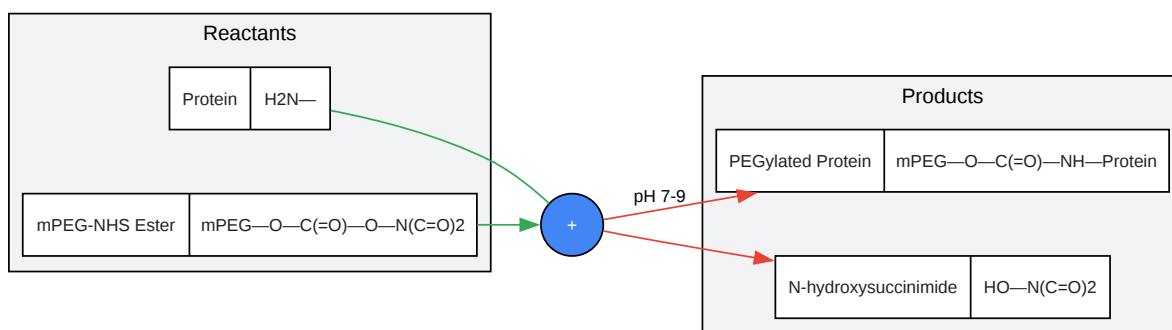 Reactants
Protein
H2N—
mPEG-NHS Ester
mPEG—O—C(=O)—O—N(C=O)2
+
pH 7-9
Products
PEGylated Protein
mPEG—O—C(=O)—NH—Protein
N-hydroxysuccinimide
HO—N(C=O)2